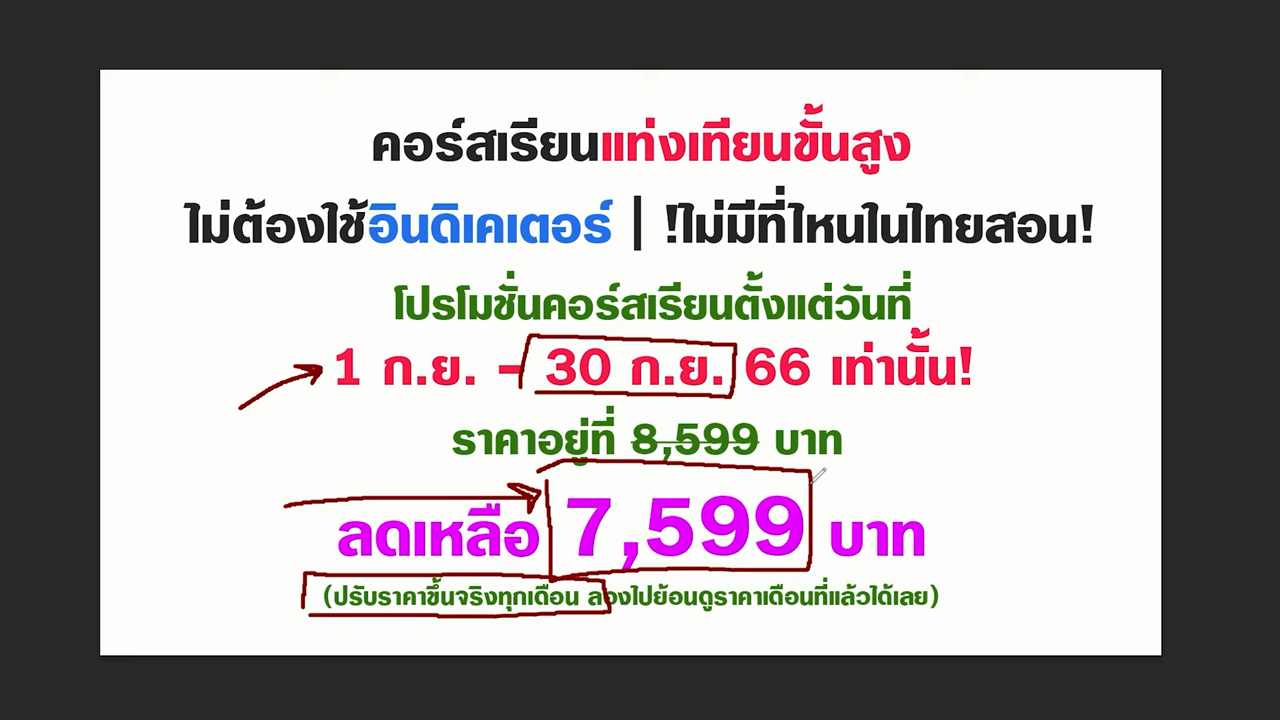 คอร์สเรียนแท่งเทียนขั้นสูง
ไม่ต้องใช้อินดิเคเตอร์ | !ไม่มีที่ไหนในไทยสอน!
โปรโมชั่นคอร์สเรียนตั้งแต่วันที่
1 ก.ย. - 30 ก.ย. 66 เท่านั้น!
ราคาอยู่ที่ 8,599 บาท
ลดเหลือ 7,599 บาท
(ปรับราคาขึ้นจริงทุกเดือน ลองไปย้อนดูราคาเดือนที่แล้วได้เลย)